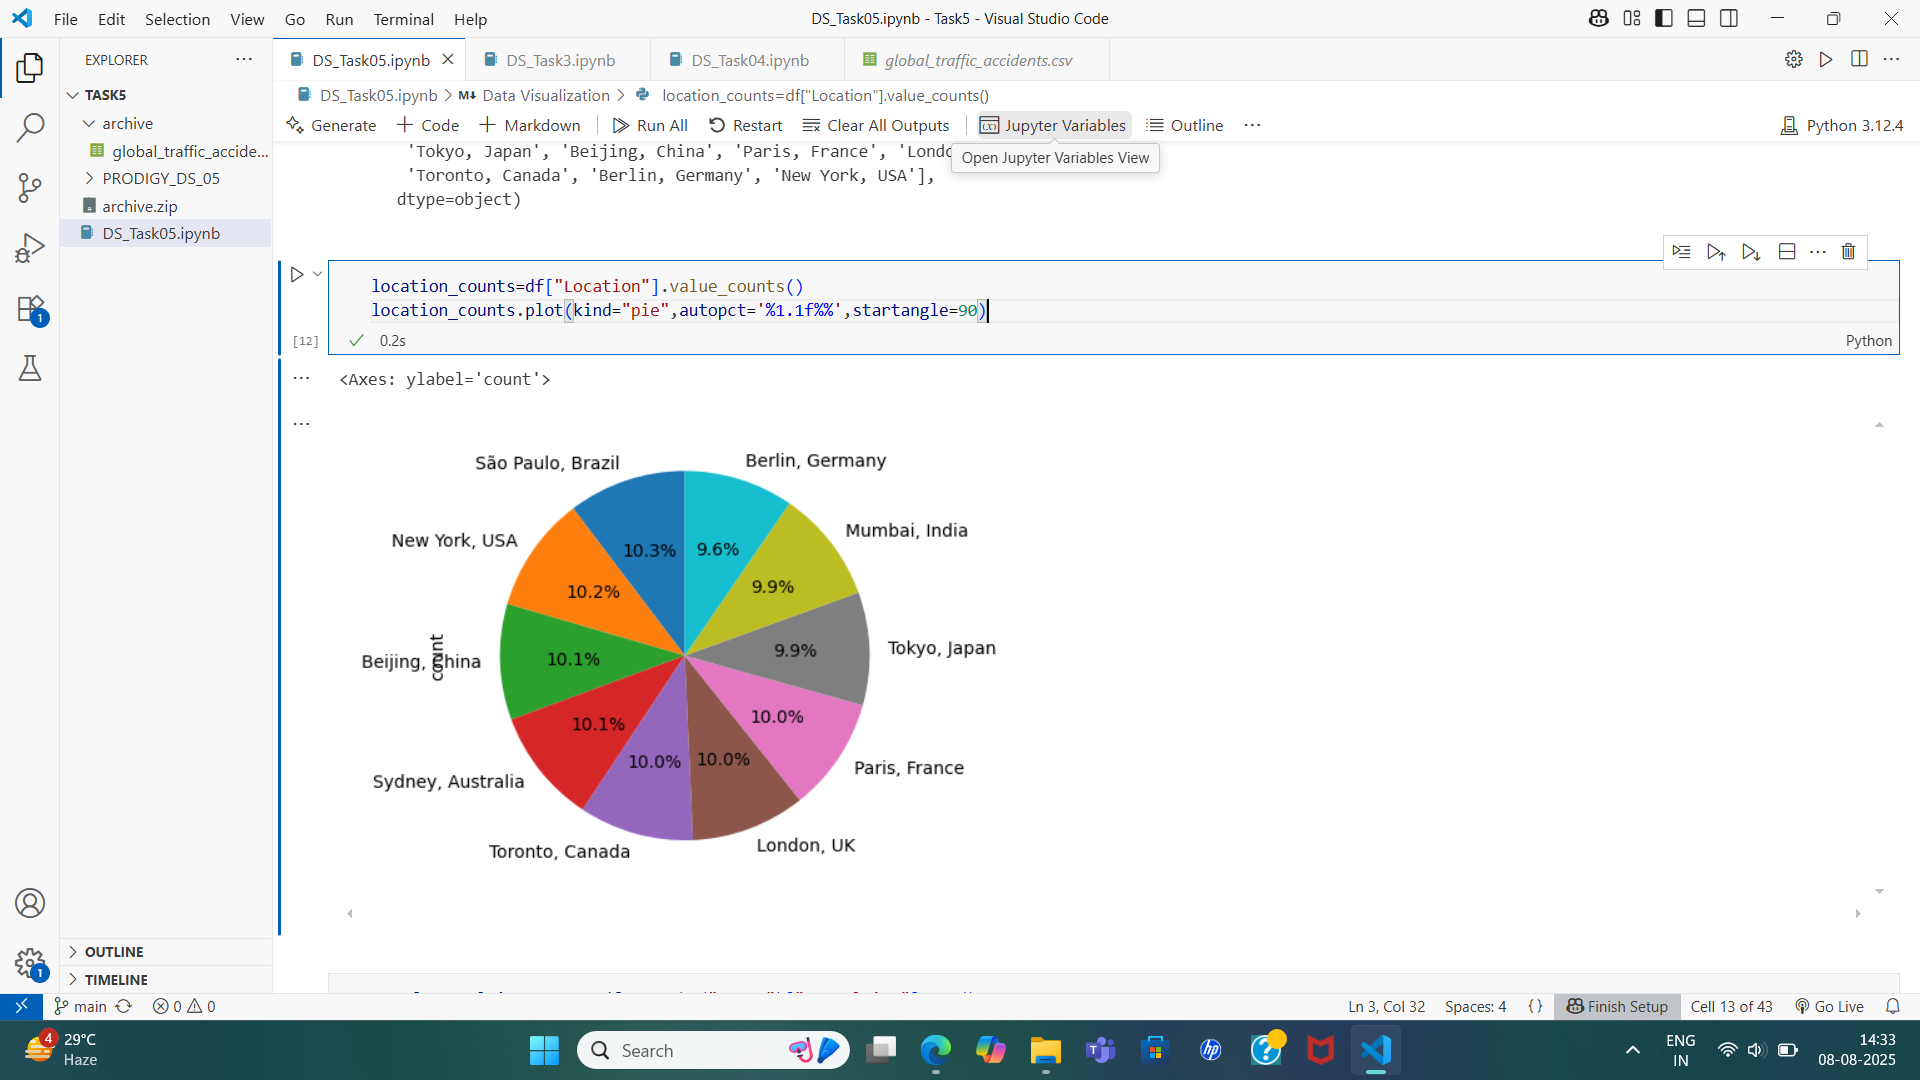 File Edit Selection View Go Run Terminal Help
DS_Task05.ipynb - Task5 - Visual Studio Code
EXPLORER
TASK5
archive
global_traffic_accide...
PRODIGY_DS_05
archive.zip
DS_Task05.ipynb
OUTLINE
TIMELINE
DS_Task05.ipynb DS_Task3.ipynb DS_Task04.ipynb global_traffic_accidents.csv
DS_Task05.ipynb > M↓ Data Visualization > location_counts=df["Location"].value_counts()
Generate + Code + Markdown Run All Restart Clear All Outputs Jupyter Variables Outline ... Python 3.12.4
Open Jupyter Variables View
'Tokyo, Japan', 'Beijing, China', 'Paris, France',
'Toronto, Canada', 'Berlin, Germany', 'New York, USA'],
dtype=object)
location_counts=df["Location"].value_counts()
location_counts.plot(kind="pie",autopct='%1.1f%%',startangle=90)
[12] 0.2s Python
<Axes: ylabel='count'>
São Paulo, Brazil
Berlin, Germany
New York, USA
Mumbai, India
10.3%
9.6%
10.2%
9.9%
Beijing, China
count
10.1%
9.9%
Tokyo, Japan
10.1%
10.0%
Sydney, Australia
10.0%
10.0%
Paris, France
Toronto, Canada
London, UK
1
1
main 0 0 Ln 3, Col 32 Spaces: 4 {} Finish Setup Cell 13 of 43 Go Live
4
29°C
Haze
Search
hp
ENG
IN
14:33
08-08-2025